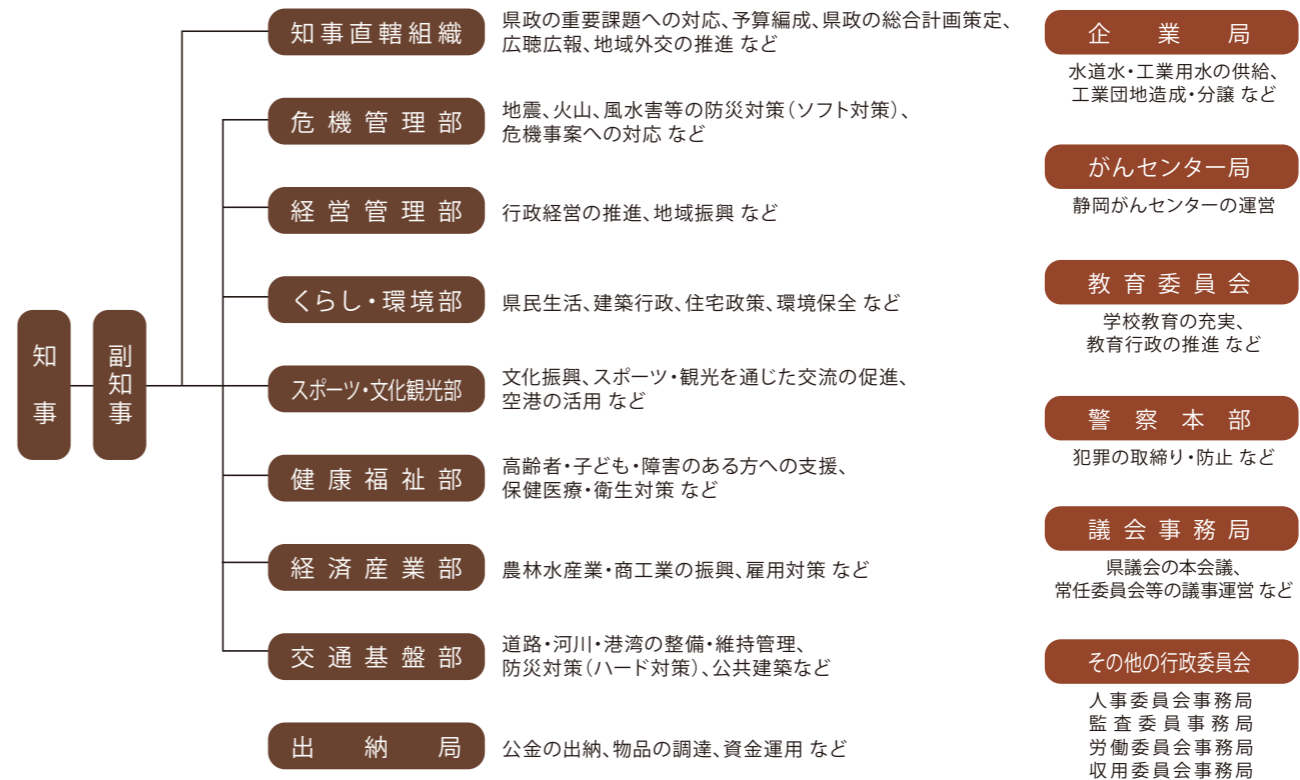 知事
副知事
知事直轄組織
県政の重要課題への対応、予算編成、県政の総合計画策定、
広聴広報、地域外交の推進 など
危機管理部
地震、火山、風水害等の防災対策（ソフト対策）、
危機事案への対応 など
経営管理部
行政経営の推進、地域振興 など
くらし・環境部
県民生活、建築行政、住宅政策、環境保全 など
スポーツ・文化観光部
文化振興、スポーツ・観光を通じた交流の促進、
空港の活用 など
健康福祉部
高齢者・子ども・障害のある方への支援、
保健医療・衛生対策 など
経済産業部
農林水産業・商工業の振興、雇用対策 など
交通基盤部
道路・河川・港湾の整備・維持管理、
防災対策（ハード対策）、公共建築など
出納局
公金の出納、物品の調達、資金運用 など
企業局
水道水・工業用水の供給、
工業団地造成・分譲 など
がんセンター局
静岡がんセンターの運営
教育委員会
学校教育の充実、
教育行政の推進 など
警察本部
犯罪の取締り・防止 など
議会事務局
県議会の本会議、
常任委員会等の議事運営 など
その他の行政委員会
人事委員会事務局
監査委員事務局
労働委員会事務局
収用委員会事務局